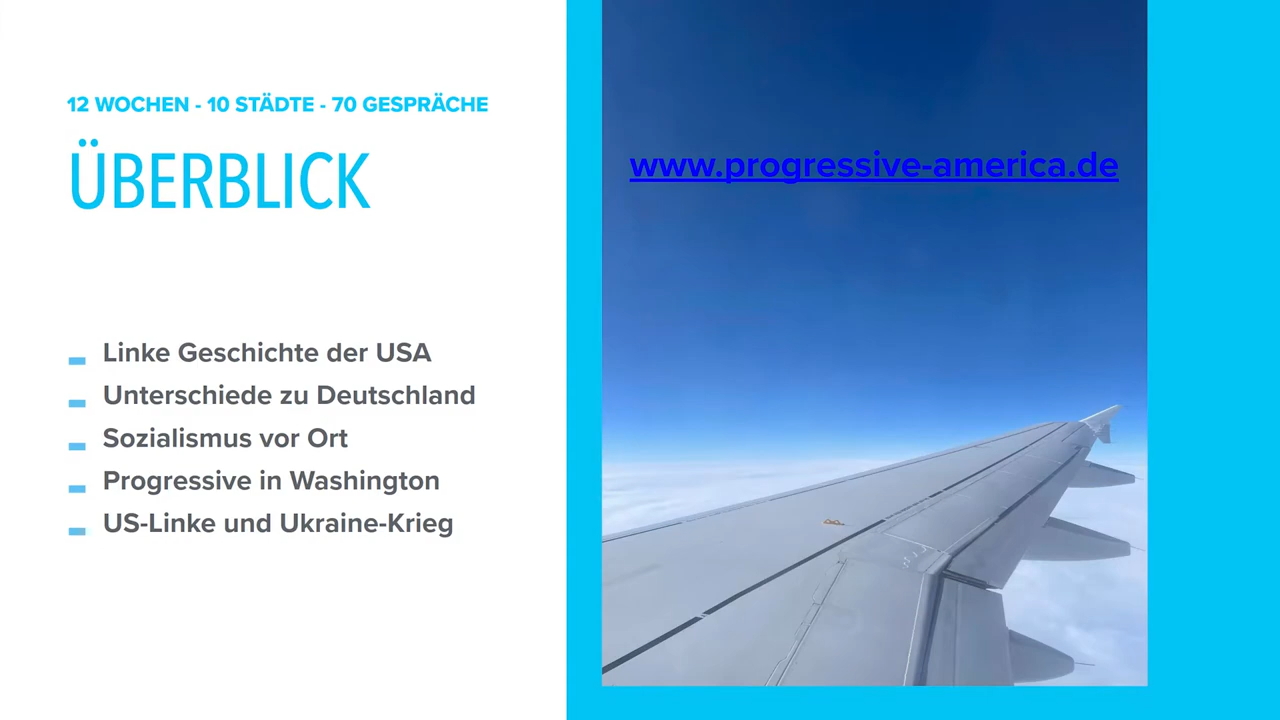 12 WOCHEN - 10 STÄDTE - 70 GESPRÄCHE
ÜBERBLICK
Linke Geschichte der USA
Unterschiede zu Deutschland
Sozialismus vor Ort
Progressive in Washington
US-Linke und Ukraine-Krieg
www.progressive-america.de